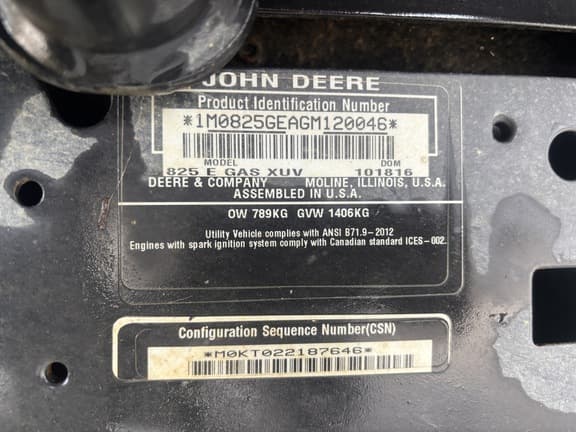 JOHN DEERE
Product Identification Number
*1M0825GEAGM120046*
MODEL DOM
825 E GAS XUV 101816
DEERE & COMPANY MOLINE, ILLINOIS, U.S.A.
ASSEMBLED IN U.S.A.
OW 789KG GVW 1406KG
Utility Vehicle complies with ANSI B71.9-2012
Engines with spark ignition system comply with Canadian standard ICES-002.
Configuration Sequence Number(CSN)
*M0KT022187646*